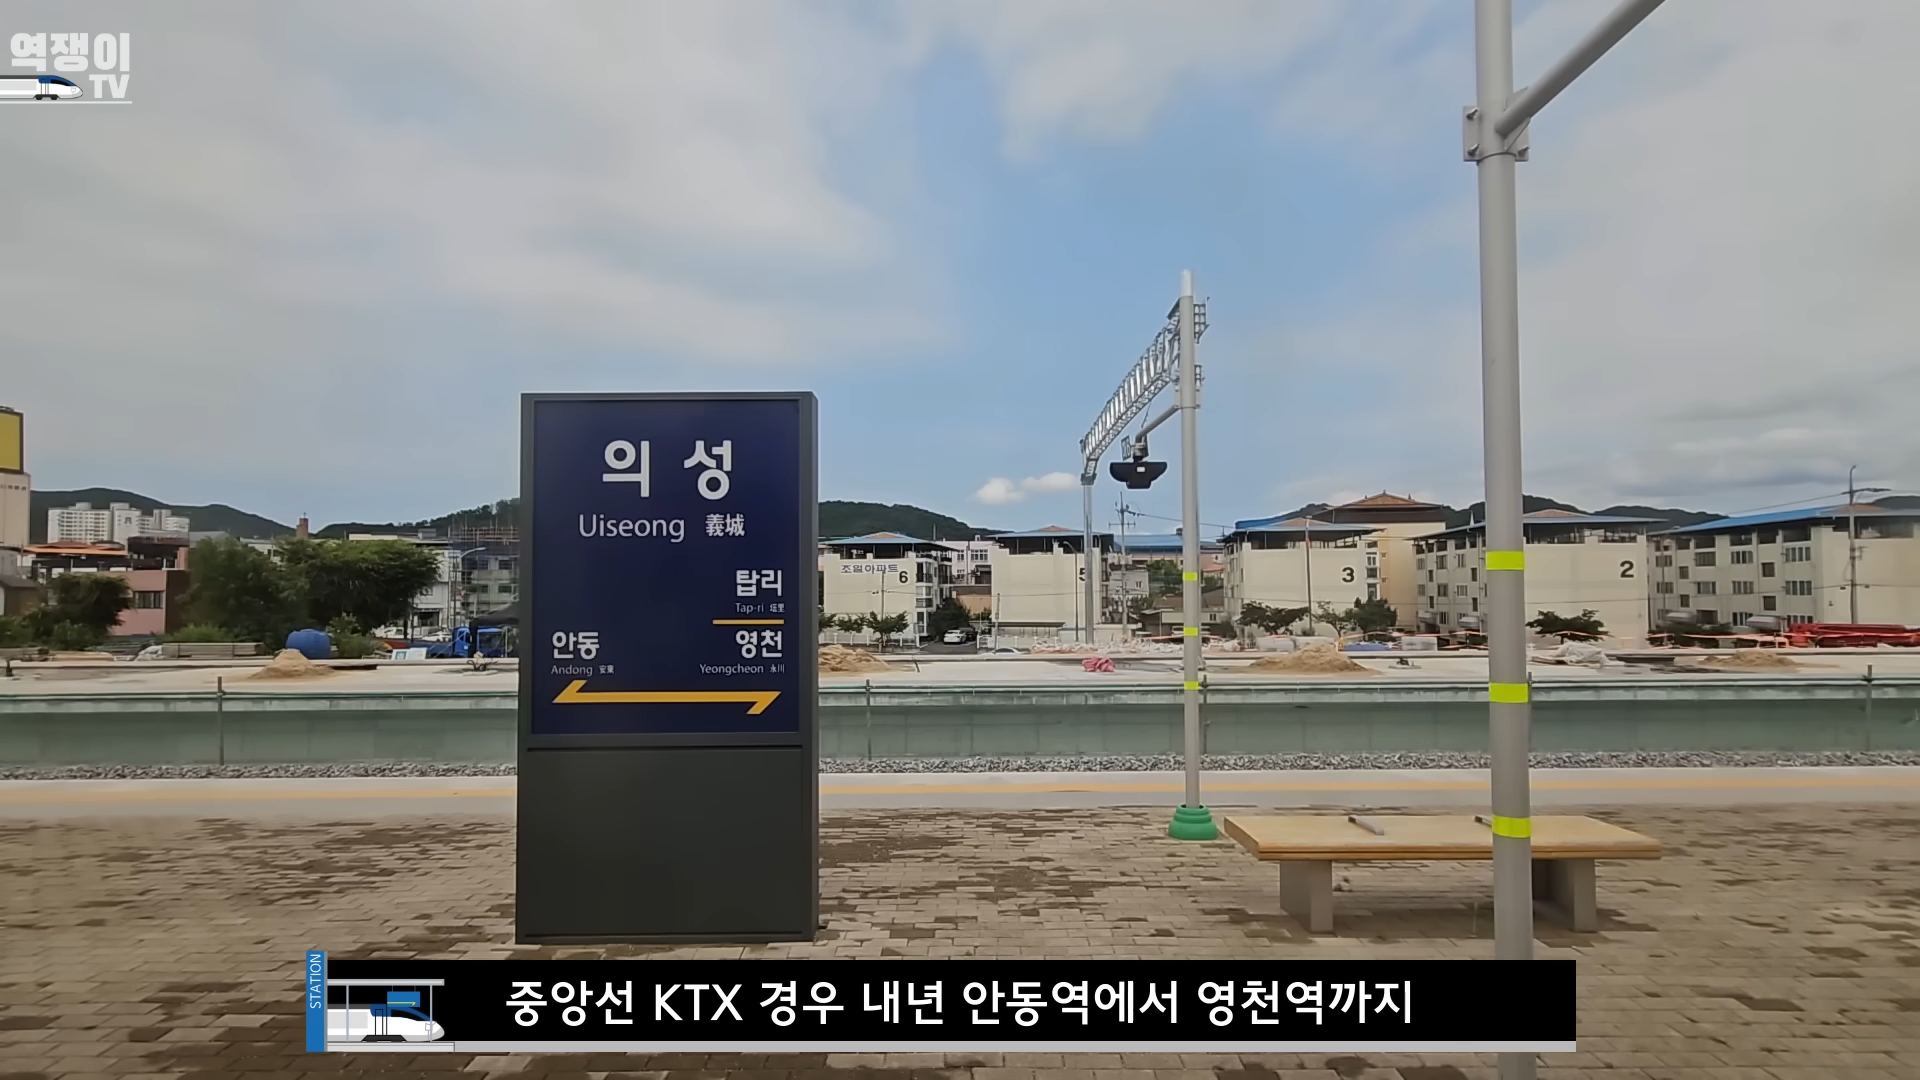 역쟁이
TV
의성
Uiseong 義城
탑리
Tap-ri 塔里
안동
Andong 安東
영천
Yeongcheon 永川
조일아파트 6
5
3
2
STATION
중앙선 KTX 경우 내년 안동역에서 영천역까지